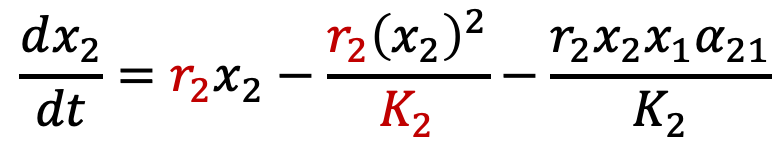 dx₂/dt = r₂x₂ − r₂(x₂)²/K₂ − r₂x₂x₁α₂₁/K₂